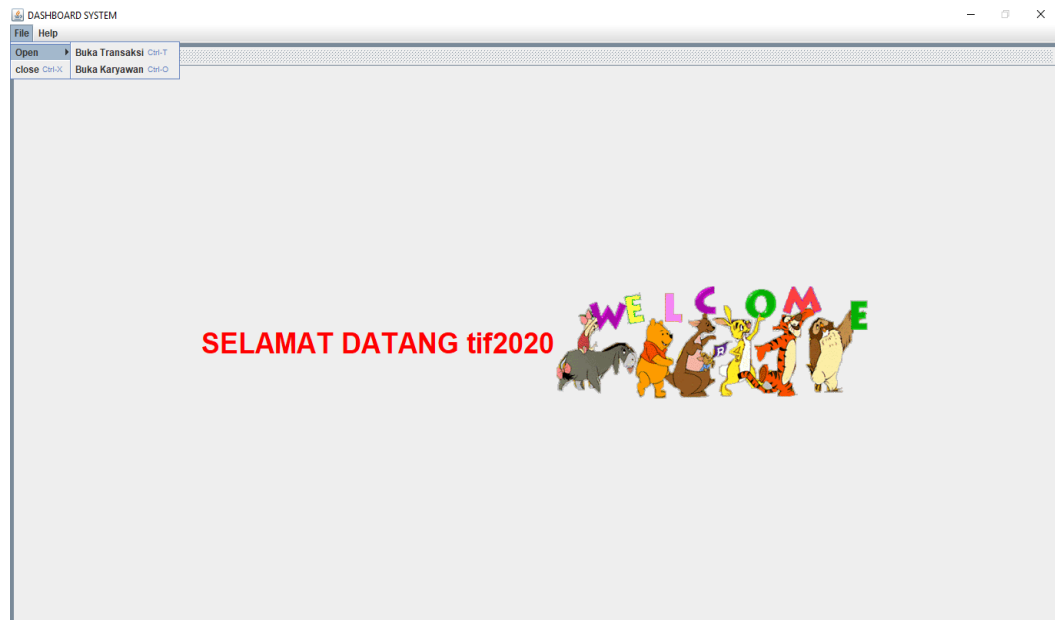 DASHBOARD SYSTEM
File Help
Open Buka Transaksi Ctrl-T
close Ctrl-X Buka Karyawan Ctrl-O
WELCOME
SELAMAT DATANG tif2020
R